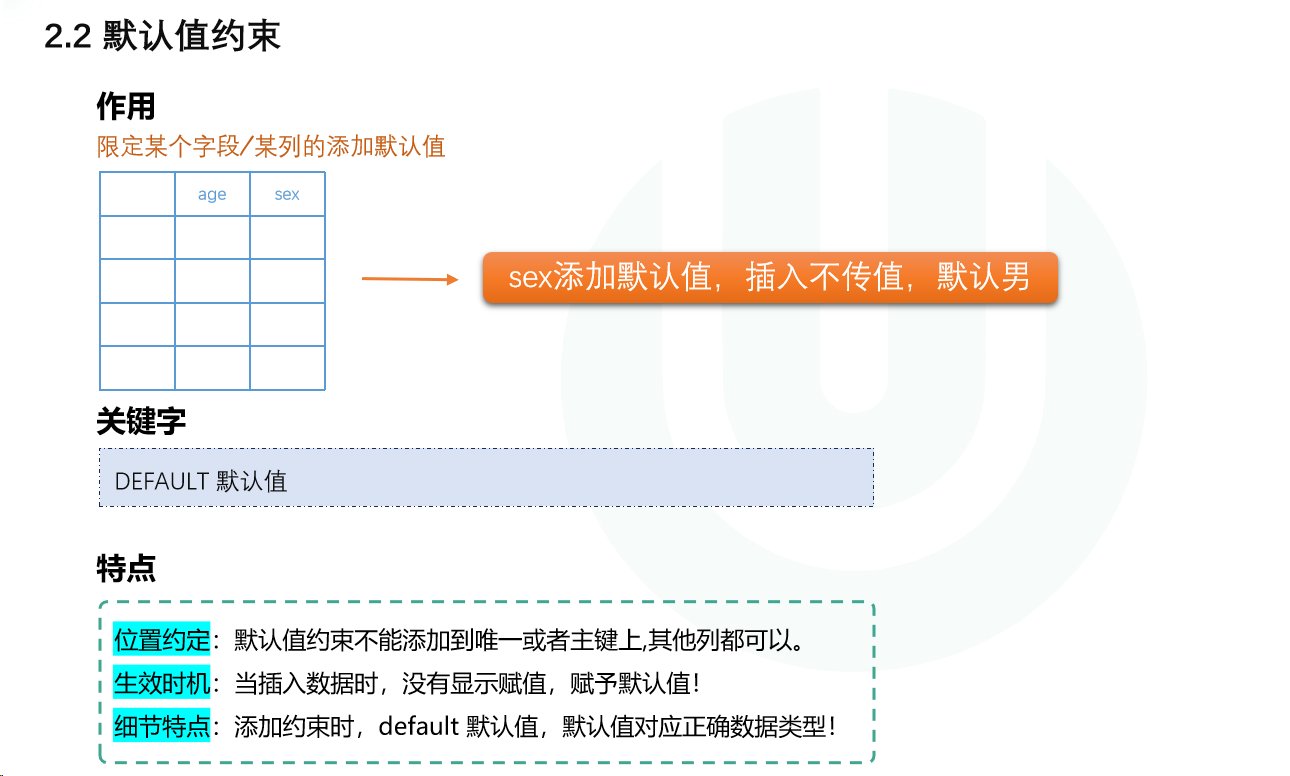 2.2 默认值约束
作用
限定某个字段/某列的添加默认值
age sex
sex添加默认值，插入不传值，默认男
关键字
DEFAULT 默认值
特点
位置约定：默认值约束不能添加到唯一或者主键上,其他列都可以。
生效时机：当插入数据时，没有显示赋值，赋予默认值！
细节特点：添加约束时，default 默认值，默认值对应正确数据类型！